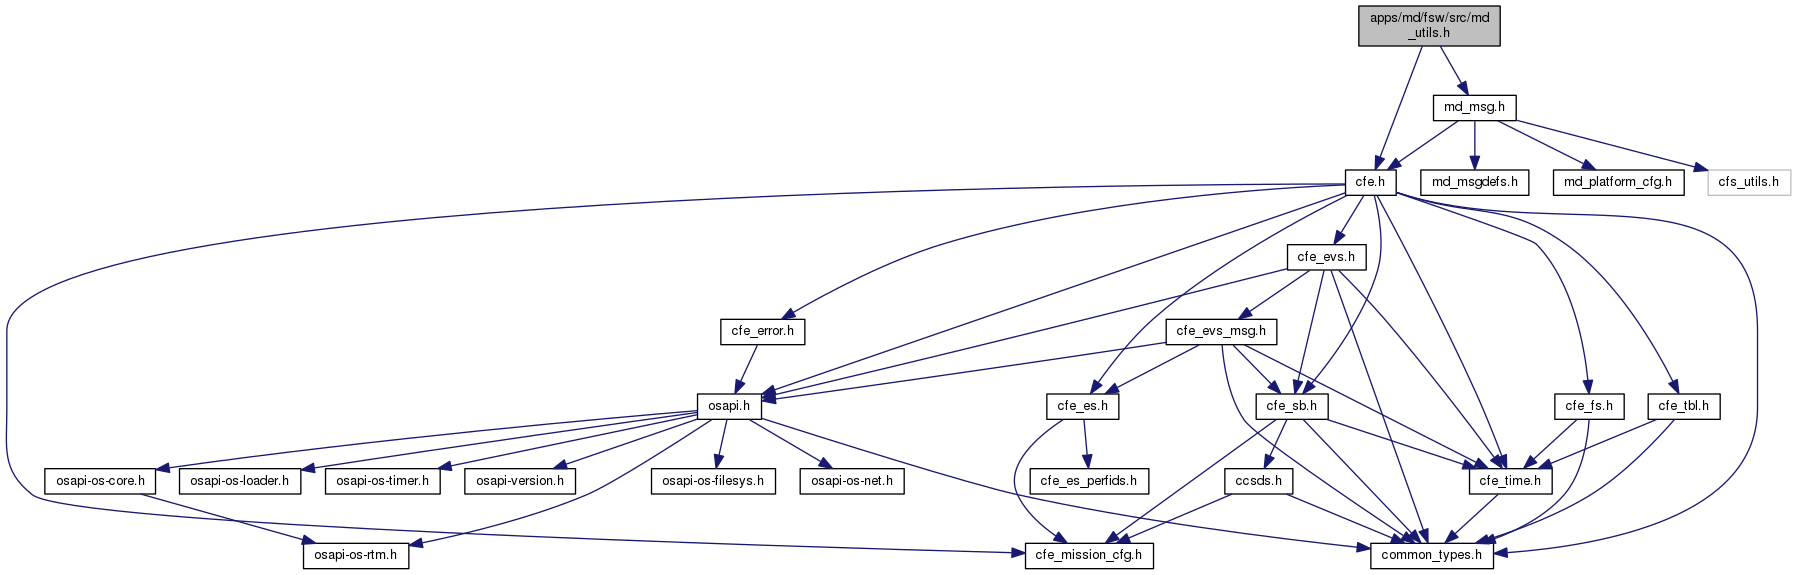 apps/md/fsw/src/md
_utils.h
md_msg.h
cfe.h
md_msgdefs.h
md_platform_cfg.h
cfs_utils.h
cfe_evs.h
cfe_error.h
cfe_evs_msg.h
osapi.h
cfe_es.h
cfe_sb.h
cfe_fs.h
cfe_tbl.h
osapi-os-core.h
osapi-os-loader.h
osapi-os-timer.h
osapi-version.h
osapi-os-filesys.h
osapi-os-net.h
cfe_es_perfids.h
ccsds.h
cfe_time.h
osapi-os-rtm.h
cfe_mission_cfg.h
common_types.h